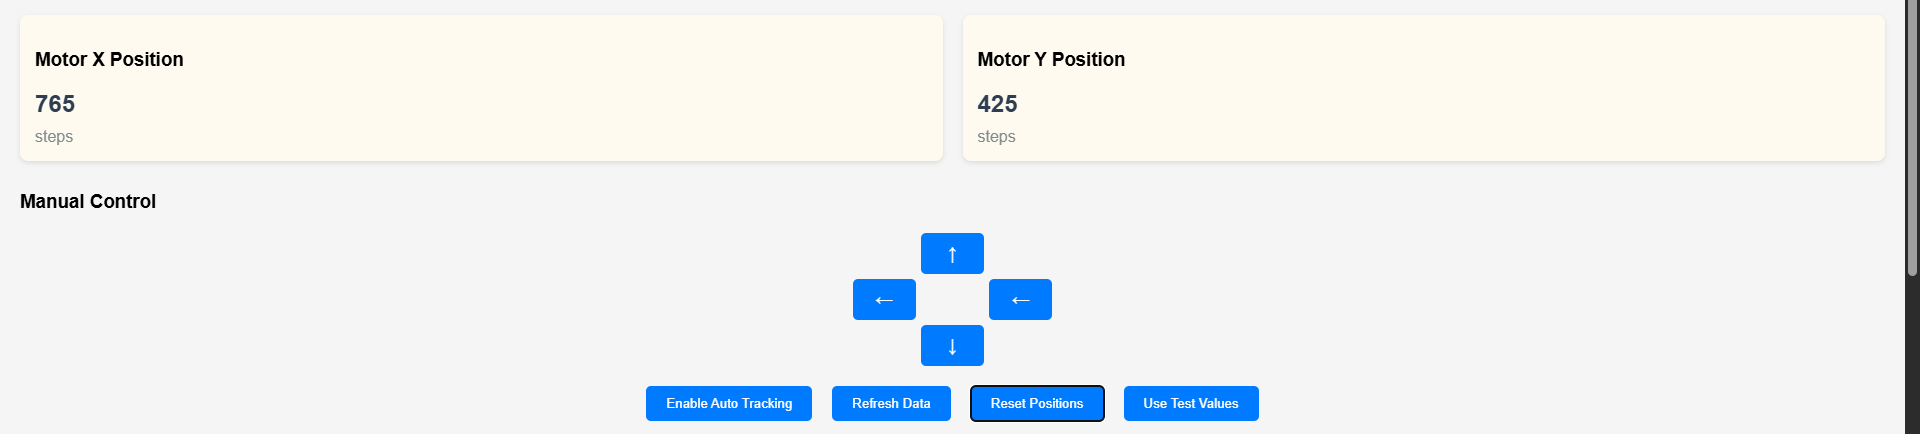 Motor X Position
765
steps
Motor Y Position
425
steps
Manual Control
↑
← ←
↓
Enable Auto Tracking Refresh Data Reset Positions Use Test Values